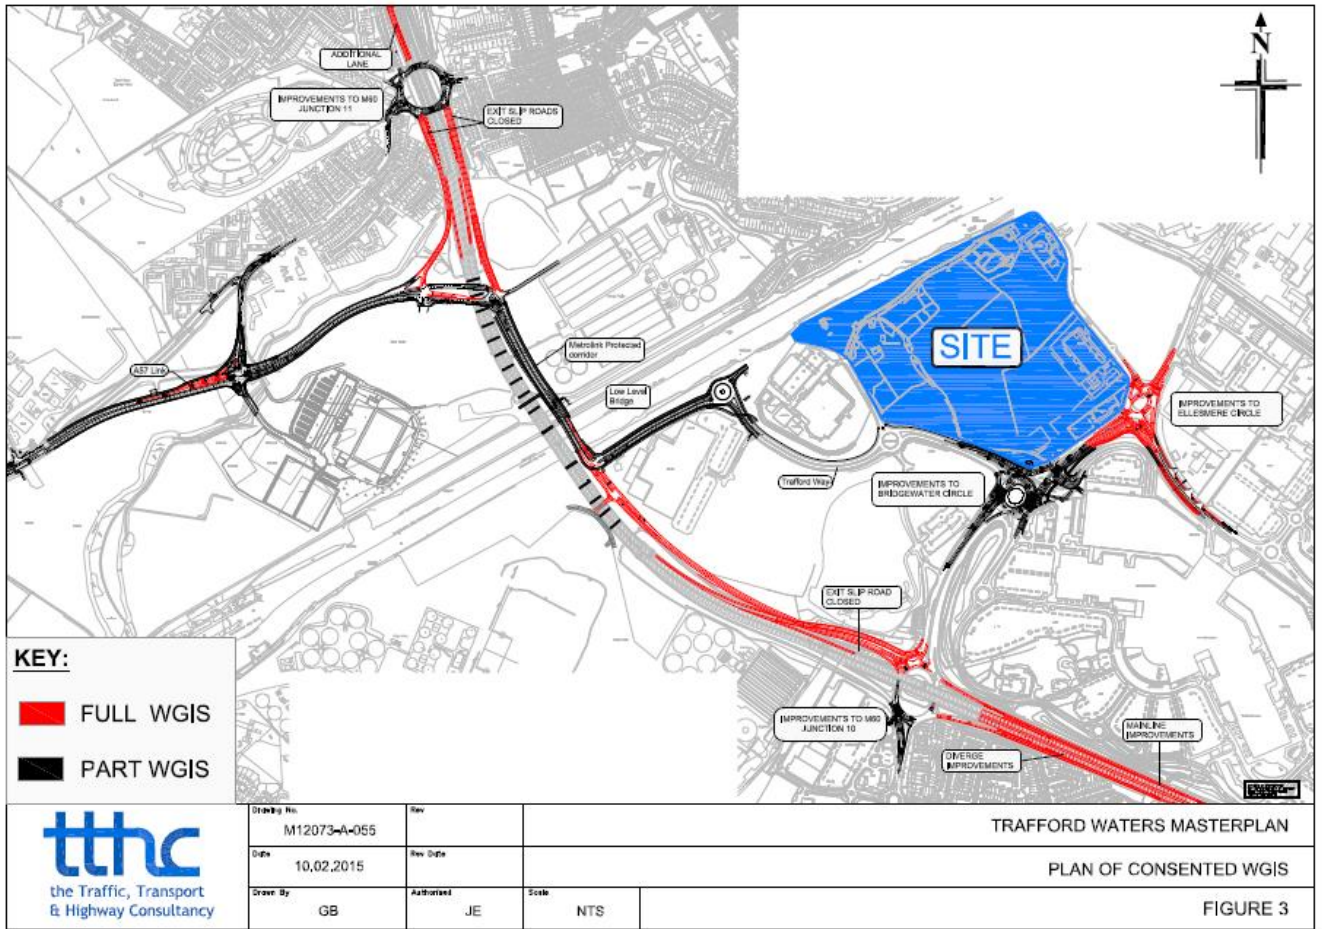 ADDITIONAL
LANE
N
IMPROVEMENTS TO M60
JUNCTION 11
EXIT SLIP ROADS
CLOSED
SITE
Metrolink Protected
corridor
A57 Link
Low Level
Bridge
IMPROVEMENTS TO
ELLESMERE CIRCLE
Trafford Way
IMPROVEMENTS TO
BRIDGEWATER CIRCLE
EXIT SLIP ROAD
CLOSED
KEY:
FULL WGIS
PART WGIS
IMPROVEMENTS TO M60
JUNCTION 10
MAINLINE
IMPROVEMENTS
DIVERGE
IMPROVEMENTS
tthc
the Traffic, Transport
& Highway Consultancy
Drawing No.
M12073-A-055
Rev
TRAFFORD WATERS MASTERPLAN
Date
10.02.2015
Rev Date
PLAN OF CONSENTED WGIS
Drawn By
GB
Authorised
JE
Scale
NTS
FIGURE 3